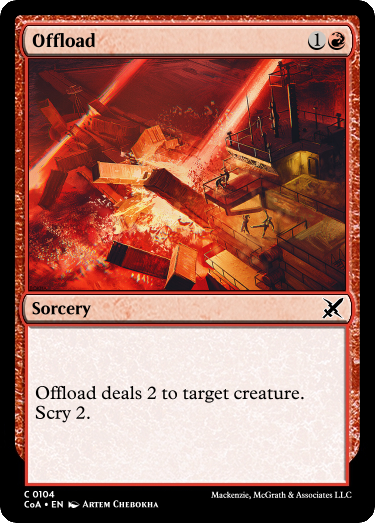 Offload 1
Sorcery
Offload deals 2 to target creature.
Scry 2.
C 0104
CoA • EN Artem Chebokha
Mackenzie, McGrath & Associates LLC